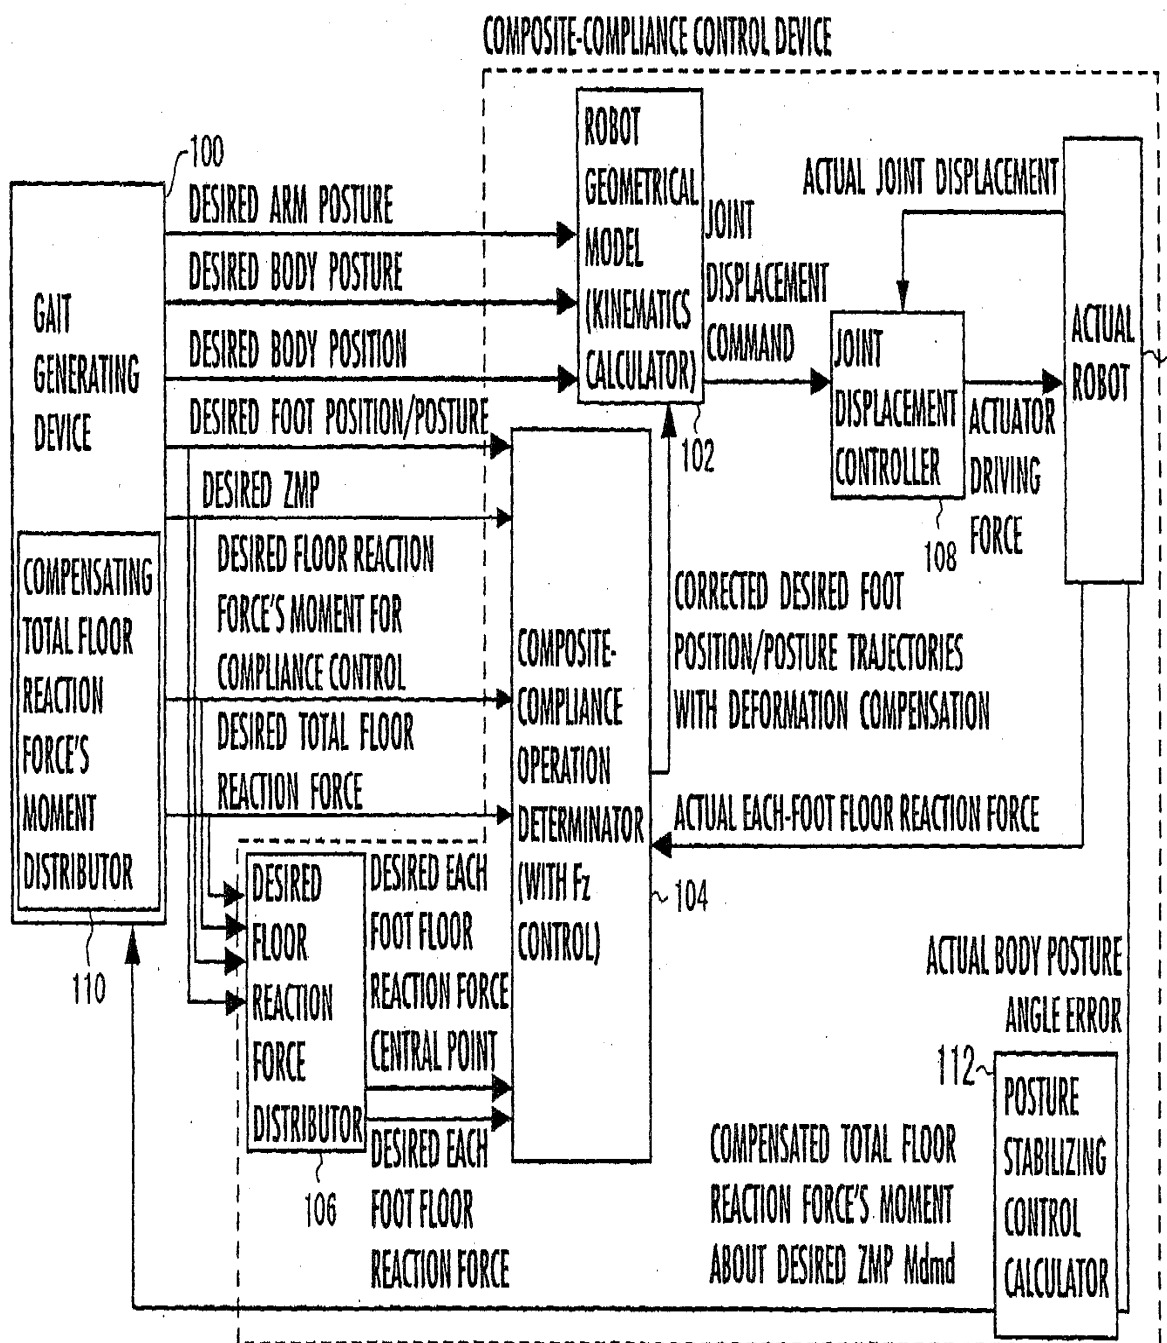 COMPOSITE-COMPLIANCE CONTROL DEVICE
100
GAIT
GENERATING
DEVICE
COMPENSATING
TOTAL FLOOR
REACTION
FORCE'S
MOMENT
DISTRIBUTOR
110
DESIRED ARM POSTURE
DESIRED BODY POSTURE
DESIRED BODY POSITION
DESIRED FOOT POSITION/POSTURE
DESIRED ZMP
DESIRED FLOOR REACTION
FORCE'S MOMENT FOR
COMPLIANCE CONTROL
DESIRED TOTAL FLOOR
REACTION FORCE
ROBOT
GEOMETRICAL
MODEL
(KINEMATICS
CALCULATOR)
102
JOINT
DISPLACEMENT
COMMAND
ACTUAL JOINT DISPLACEMENT
JOINT
DISPLACEMENT
CONTROLLER
108
ACTUATOR
DRIVING
FORCE
ACTUAL
ROBOT
CORRECTED DESIRED FOOT
POSITION/POSTURE TRAJECTORIES
WITH DEFORMATION COMPENSATION
COMPOSITE-
COMPLIANCE
OPERATION
DETERMINATOR
(WITH Fz
CONTROL)
104
ACTUAL EACH-FOOT FLOOR REACTION FORCE
DESIRED
FLOOR
REACTION
FORCE
DISTRIBUTOR
106
DESIRED EACH
FOOT FLOOR
REACTION FORCE
CENTRAL POINT
DESIRED EACH
FOOT FLOOR
REACTION FORCE
ACTUAL BODY POSTURE
ANGLE ERROR
112
POSTURE
STABILIZING
CONTROL
CALCULATOR
COMPENSATED TOTAL FLOOR
REACTION FORCE'S MOMENT
ABOUT DESIRED ZMP Mdmd